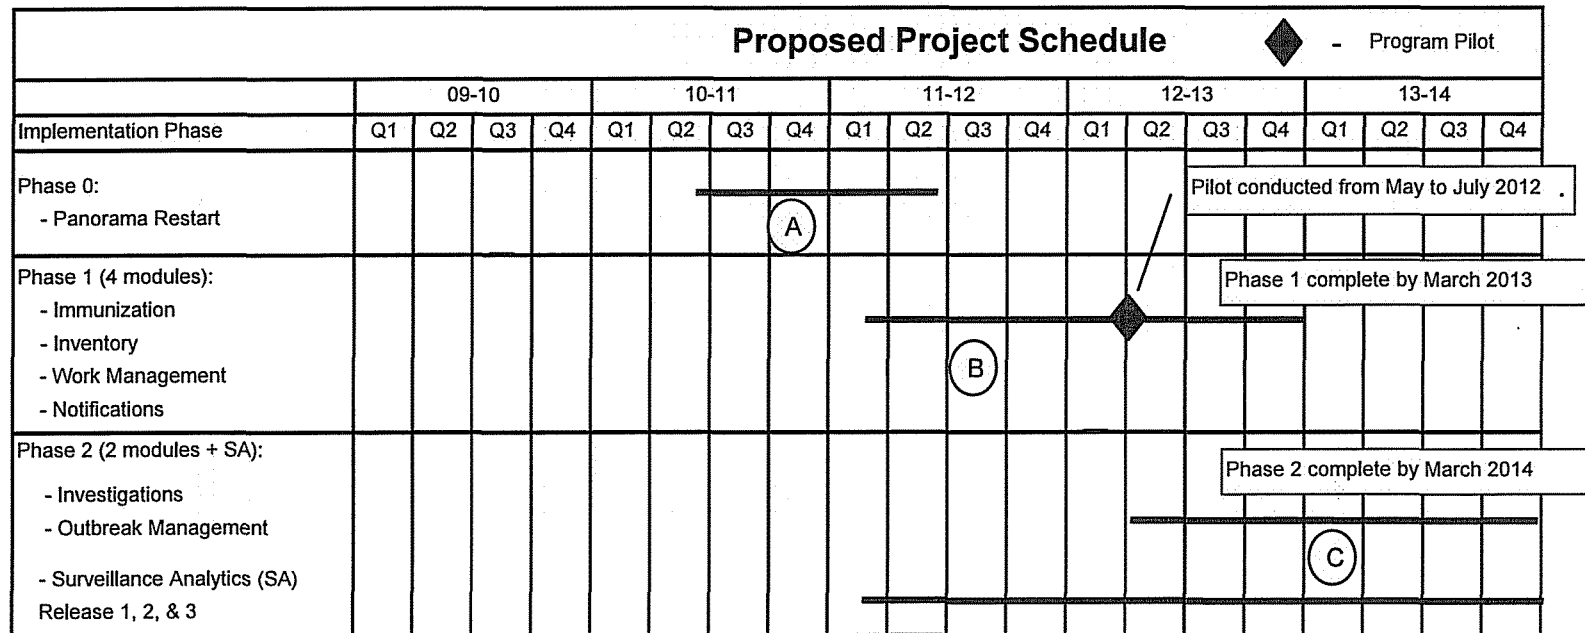 Proposed Project Schedule - Program Pilot
09-10 10-11 11-12 12-13 13-14
Implementation Phase Q1 Q2 Q3 Q4 Q1 Q2 Q3 Q4 Q1 Q2 Q3 Q4 Q1 Q2 Q3 Q4 Q1 Q2 Q3 Q4
Phase 0:
Pilot conducted from May to July 2012 .
- Panorama Restart
A
Phase 1 (4 modules):
Phase 1 complete by March 2013
- Immunization
- Inventory
B
- Work Management
- Notifications
Phase 2 (2 modules + SA):
Phase 2 complete by March 2014
- Investigations
- Outbreak Management
C
- Surveillance Analytics (SA)
Release 1, 2, & 3